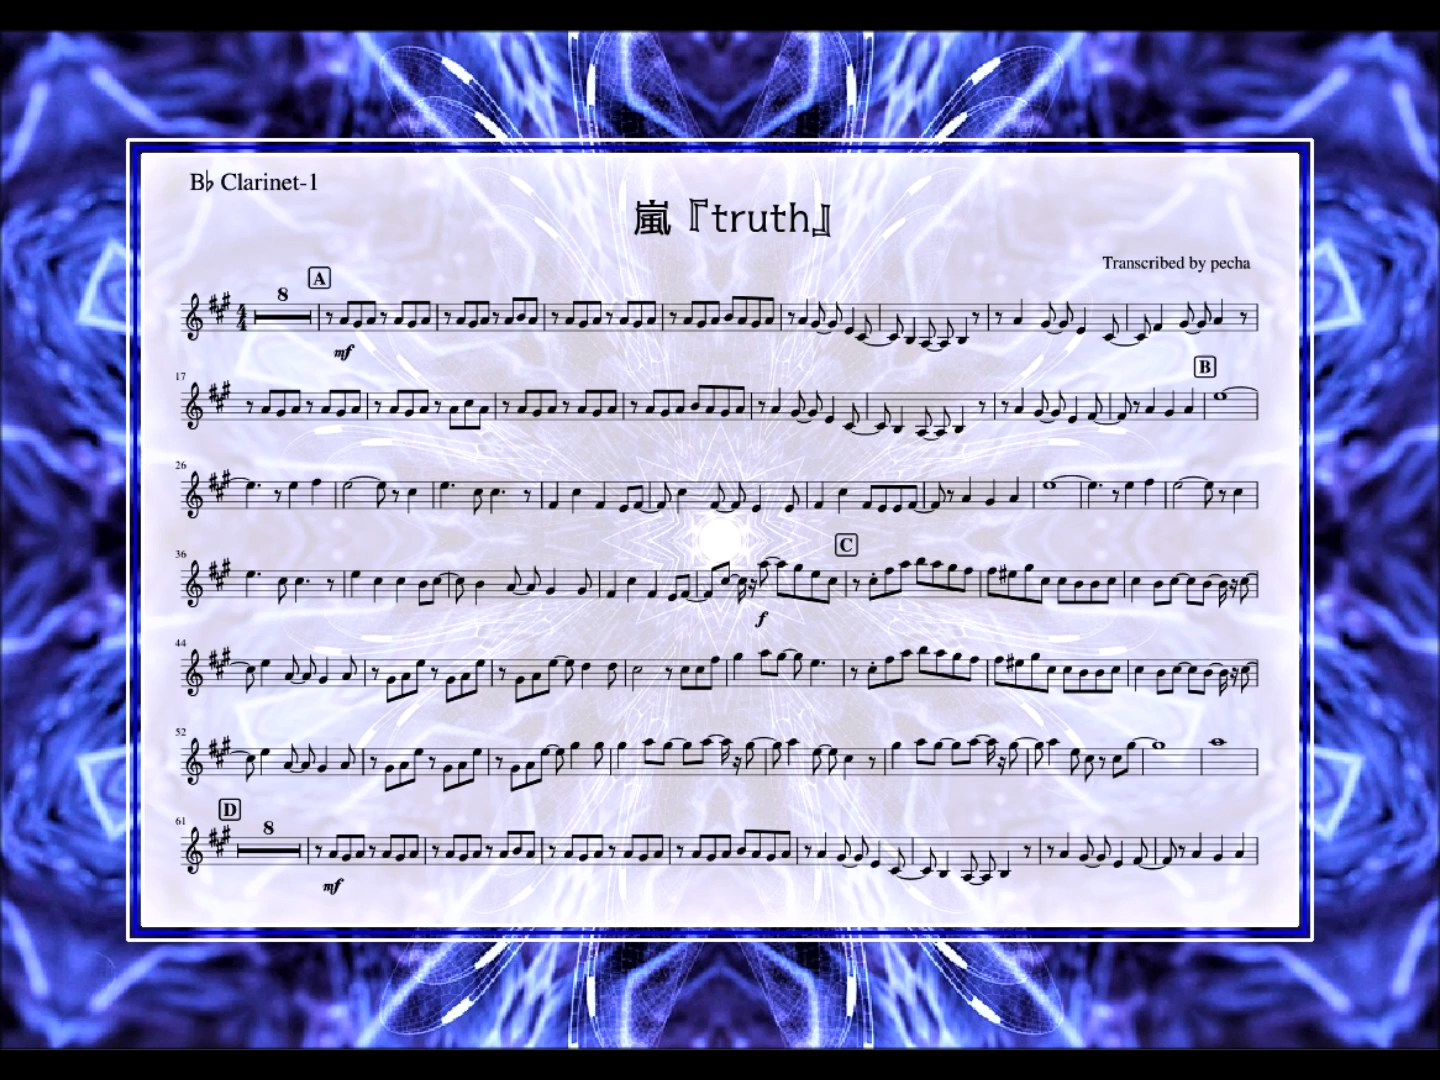 B♭ Clarinet-1
嵐『truth』
Transcribed by pecha
A
8
mf
17
B
26
36
C
f
44
52
D
61
8
mf